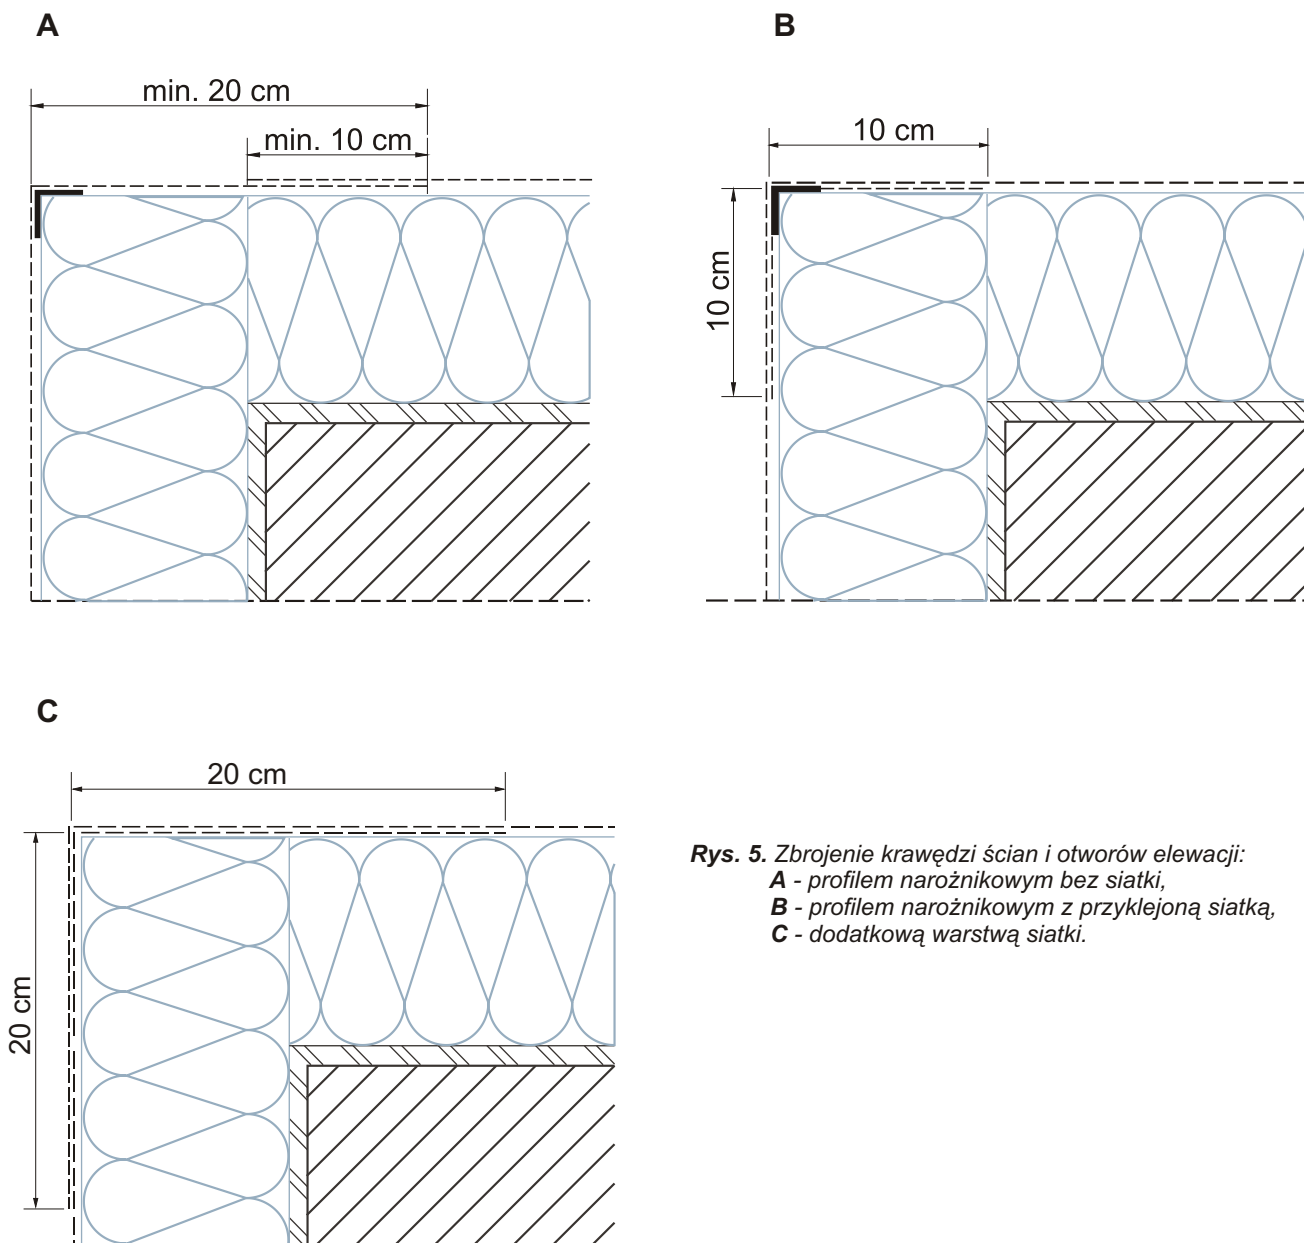 A
B
min. 20 cm
min. 10 cm
10 cm
10 cm
C
20 cm
20 cm
Rys. 5. Zbrojenie krawędzi ścian i otworów elewacji:
A - profilem narożnikowym bez siatki,
B - profilem narożnikowym z przyklejoną siatką,
C - dodatkową warstwą siatki.